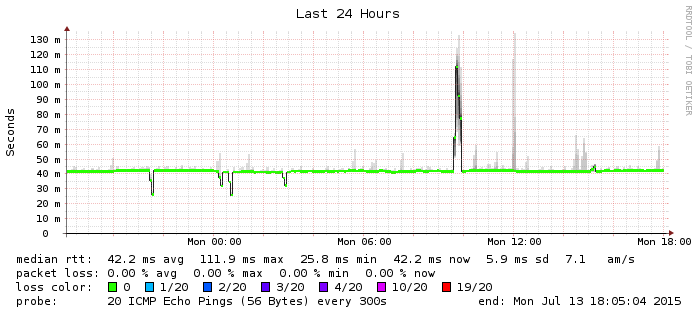 Last 24 Hours
RRDTOOL / TOBI OETIKER
Seconds
130 m
120 m
110 m
100 m
90 m
80 m
70 m
60 m
50 m
40 m
30 m
20 m
10 m
0
Mon 00:00 Mon 06:00 Mon 12:00 Mon 18:00
median rtt: 42.2 ms avg 111.9 ms max 25.8 ms min 42.2 ms now 5.9 ms sd 7.1 am/s
packet loss: 0.00 % avg 0.00 % max 0.00 % min 0.00 % now
loss color: 0 1/20 2/20 3/20 4/20 10/20 19/20
probe: 20 ICMP Echo Pings (56 Bytes) every 300s end: Mon Jul 13 18:05:04 2015